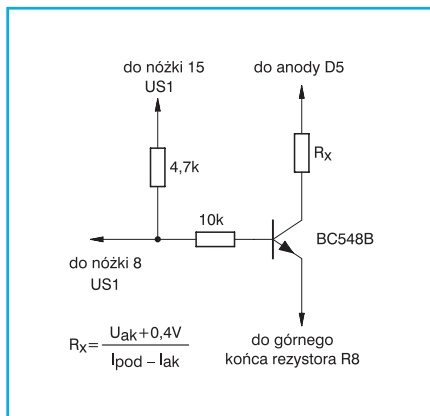 do nóżki 15
US1
do anody D5
4,7k
Rx
10k
BC548B
do nóżki 8
US1
do górnego
końca rezystora R8
Rx= Uak+0,4V
Ipod – Iak